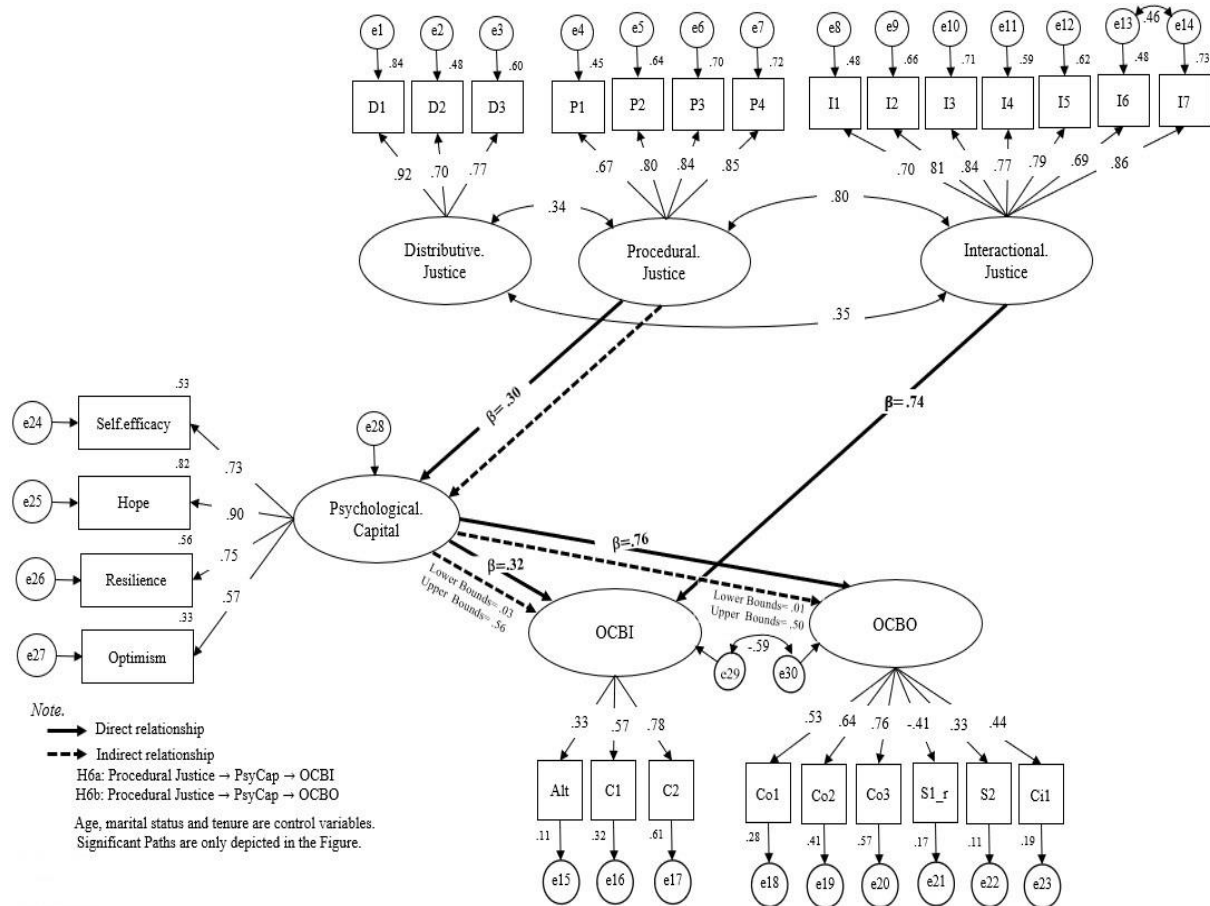 e1 e2 e3 e4 e5 e6 e7 e8 e9 e10 e11 e12 e13 .46 e14
.84 .48 .60 .45 .64 .70 .72 .48 .66 .71 .59 .62 .48 .73
D1 D2 D3 P1 P2 P3 P4 I1 I2 I3 I4 I5 I6 I7
.92 .70 .77 .67 .80 .84 .85 .70 81 .84 .77 .79 .69 .86
.34 .80
Distributive.
Justice
Procedural.
Justice
Interactional.
Justice
.35
β= .30
β= .74
.53
e24 Self.efficacy
.73
e28
.82
e25 Hope
.90
Psychological.
Capital
.56
e26 Resilience
.75
.33
e27 Optimism
.57
β=.76
β=.32
Lower Bounds= .03
Upper Bounds= .56
Lower Bounds= .01
Upper Bounds= .50
OCBI
OCBO
-.59
e29 e30
Note.
Direct relationship
Indirect relationship
H6a: Procedural Justice → PsyCap → OCBI
H6b: Procedural Justice → PsyCap → OCBO
Age, marital status and tenure are control variables.
Significant Paths are only depicted in the Figure.
.33 .57 .78
Alt C1 C2
.11 .32 .61
e15 e16 e17
.53 .64 .76 -.41 .33 .44
Co1 Co2 Co3 S1_r S2 Ci1
.28 .41 .57 .17 .11 .19
e18 e19 e20 e21 e22 e23